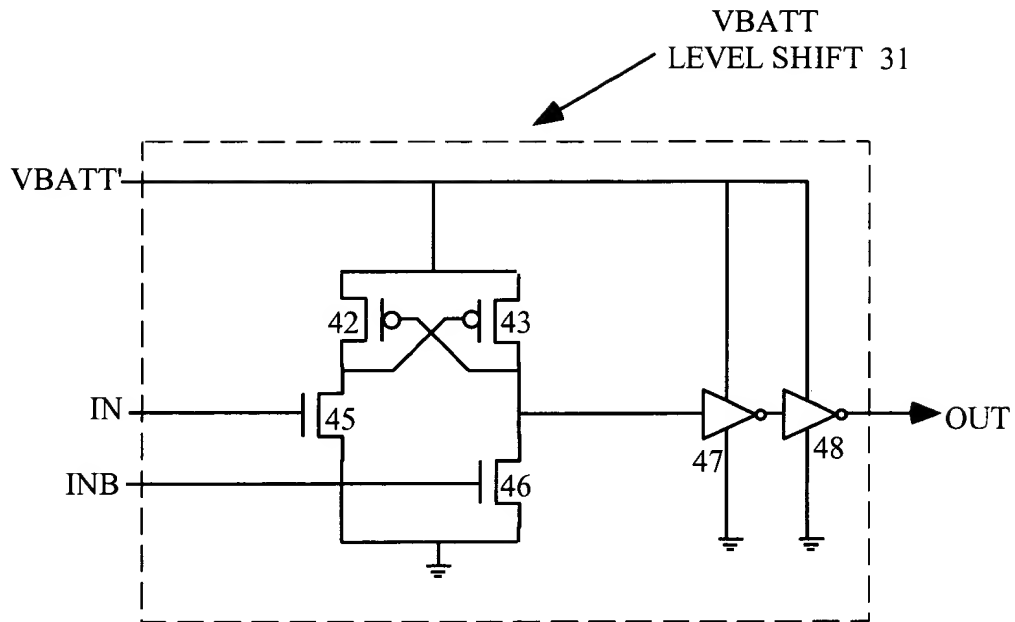 VBATT
LEVEL SHIFT 31
VBATT'
42
43
IN
45
OUT
47
48
INB
46